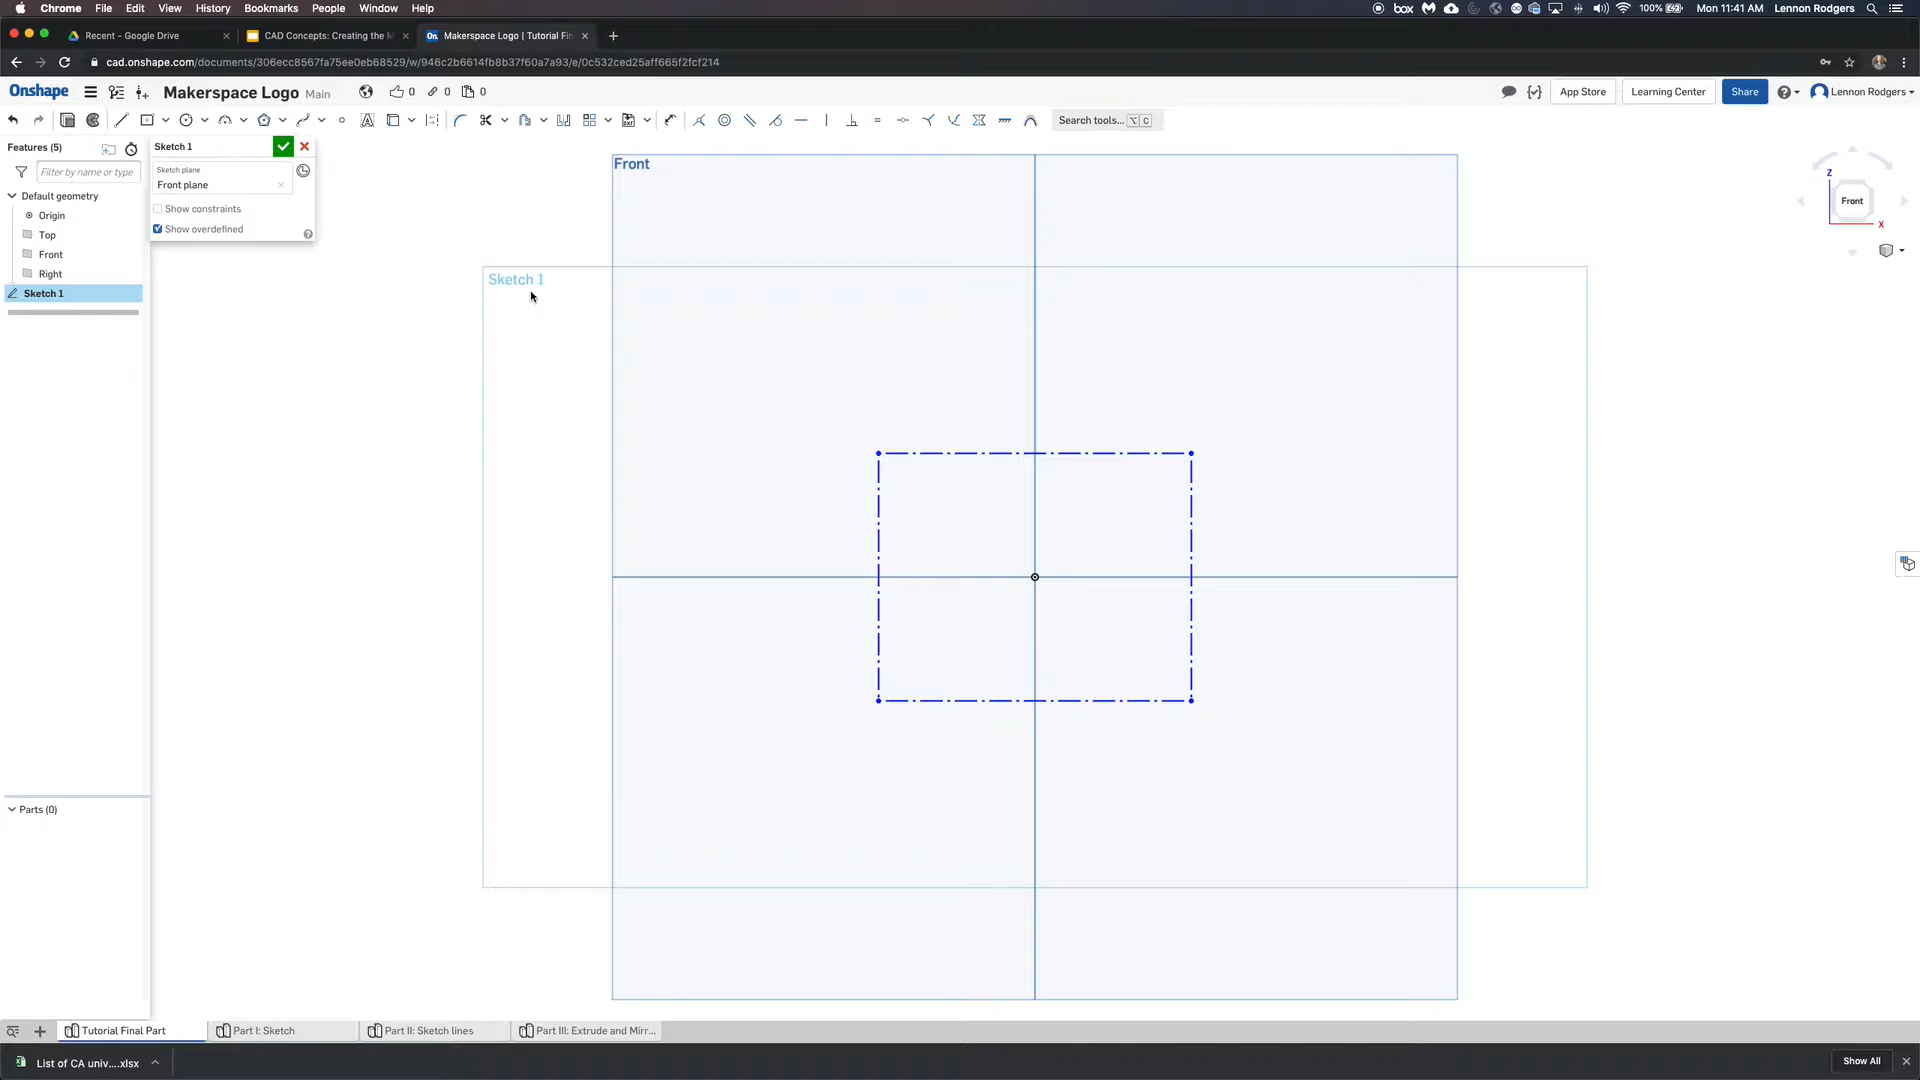 Chrome File Edit View History Bookmarks People Window Help box 100% Mon 11:41 AM Lennon Rodgers
Recent - Google Drive CAD Concepts: Creating the M On Makerspace Logo | Tutorial Fin
cad.onshape.com/documents/306ecc8567fa75ee0eb68529/w/946c2b6614fb8b37f60a7a93/e/0c532ced25aff665f2fcf214
Onshape Makerspace Logo Main 0 0 0 App Store Learning Center Share Lennon Rodgers
Search tools... ⌥ C
Features (5) Sketch 1
Filter by name or type
Sketch plane
Front plane
Show constraints
Show overdefined
Default geometry
Origin
Top
Front
Right
Sketch 1
Front
Sketch 1
Z
Front
X
Parts (0)
Tutorial Final Part Part I: Sketch Part II: Sketch lines Part III: Extrude and Mirr...
List of CA univ....xlsx Show All